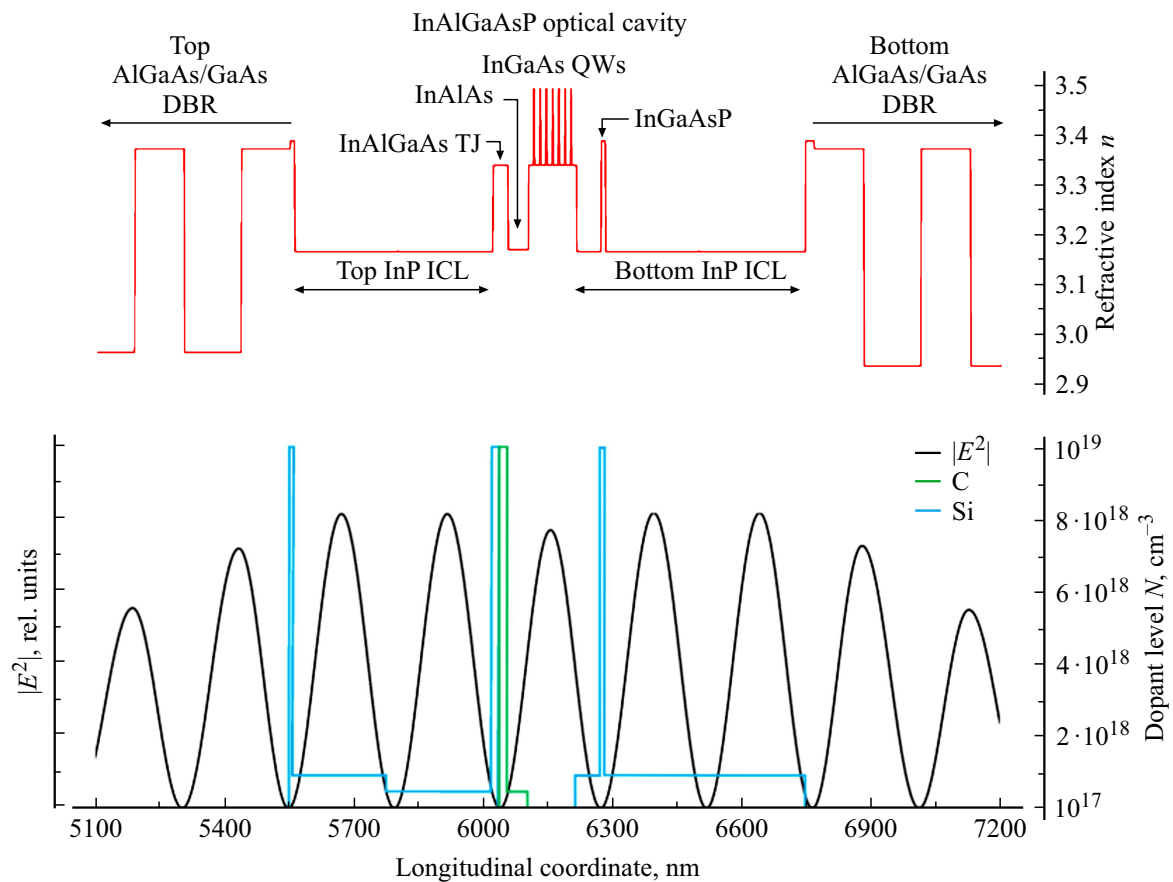 InAlGaAsP optical cavity
Top
AlGaAs/GaAs
DBR
InGaAs QWs
InAlAs
InAlGaAs TJ
InGaAsP
Bottom
AlGaAs/GaAs
DBR
Top InP ICL
Bottom InP ICL
3.5
3.4
3.3
3.2
3.1
3.0
2.9
Refractive index n
|E²|
C
Si
|E²|, rel. units
10¹⁹
8·10¹⁸
6·10¹⁸
4·10¹⁸
2·10¹⁸
10¹⁷
Dopant level N, cm⁻³
5100 5400 5700 6000 6300 6600 6900 7200
Longitudinal coordinate, nm